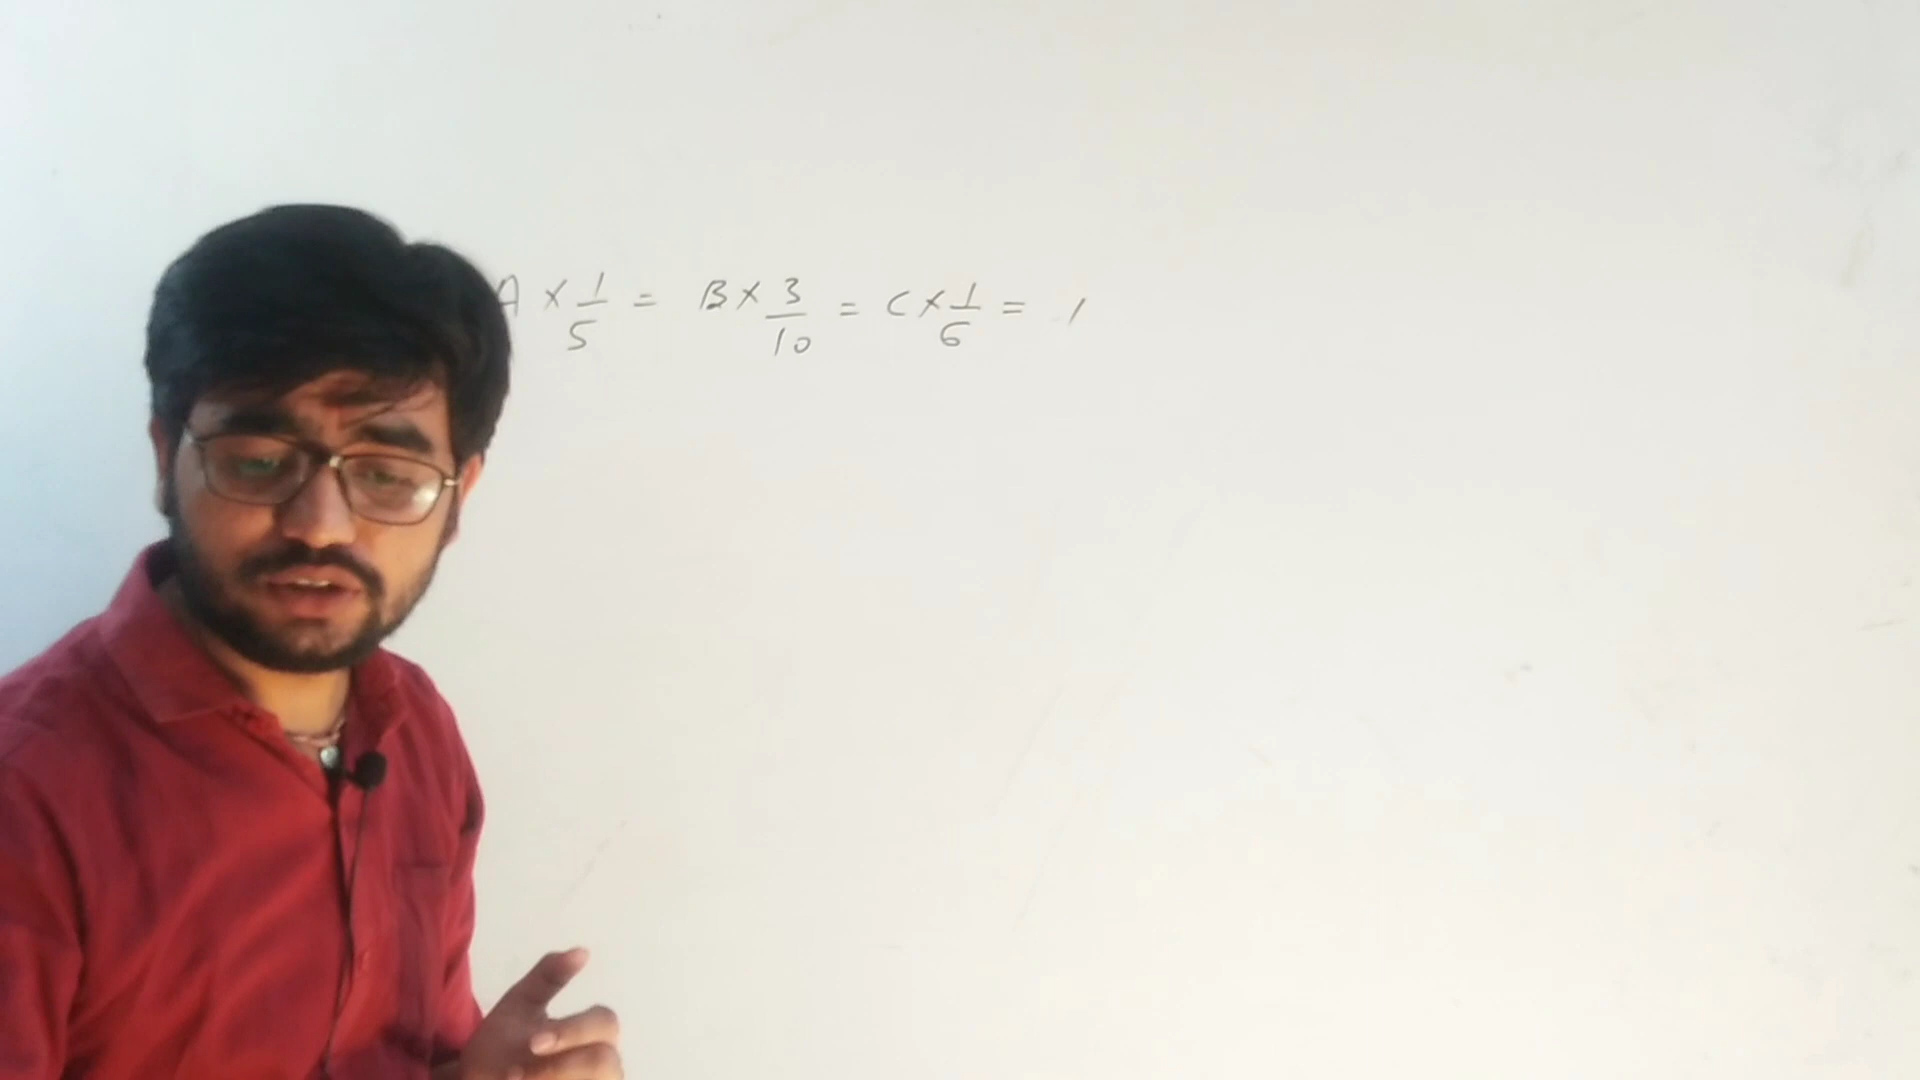 A × 1/5 = B × 3/10 = C × 1/6 = 1